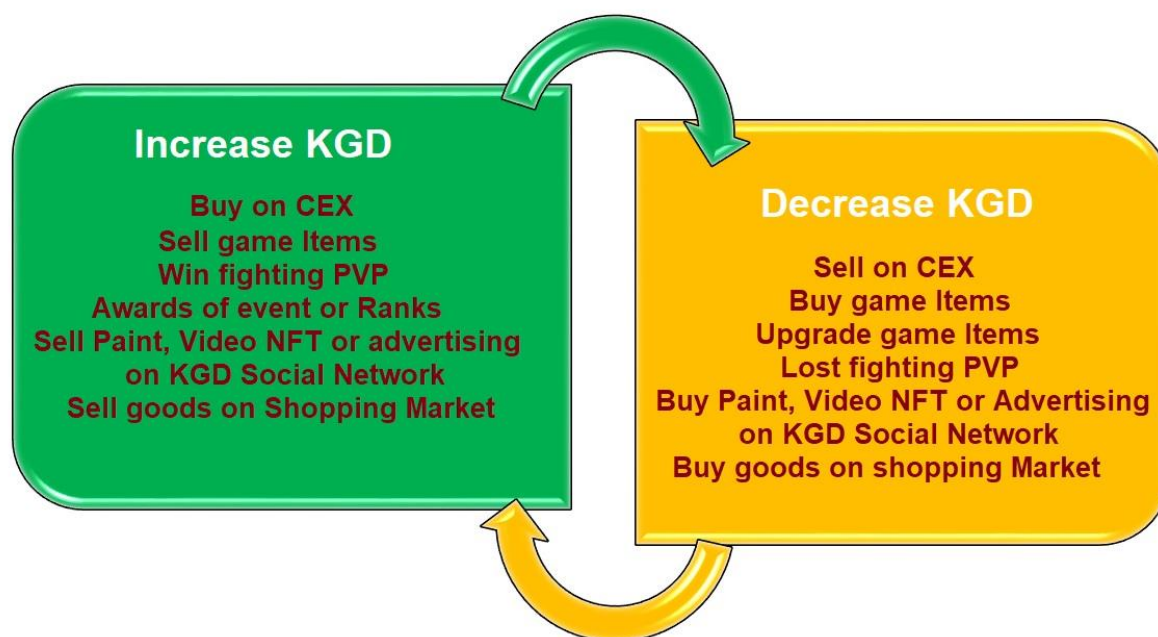 Increase KGD
Buy on CEX
Sell game Items
Win fighting PVP
Awards of event or Ranks
Sell Paint, Video NFT or advertising
on KGD Social Network
Sell goods on Shopping Market
Decrease KGD
Sell on CEX
Buy game Items
Upgrade game Items
Lost fighting PVP
Buy Paint, Video NFT or Advertising
on KGD Social Network
Buy goods on shopping Market